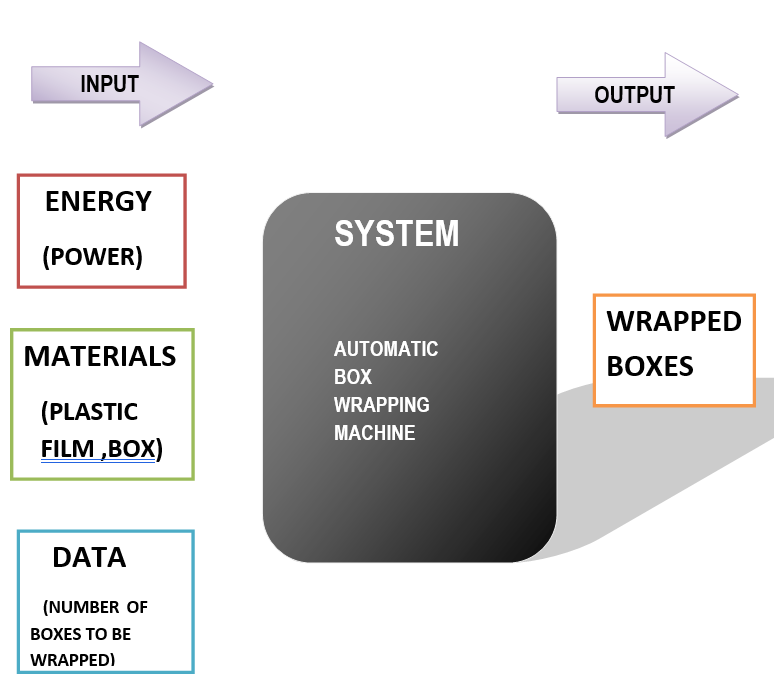 INPUT
OUTPUT
ENERGY
(POWER)
MATERIALS
(PLASTIC
FILM ,BOX)
DATA
(NUMBER OF
BOXES TO BE
WRAPPED)
SYSTEM
AUTOMATIC
BOX
WRAPPING
MACHINE
WRAPPED
BOXES